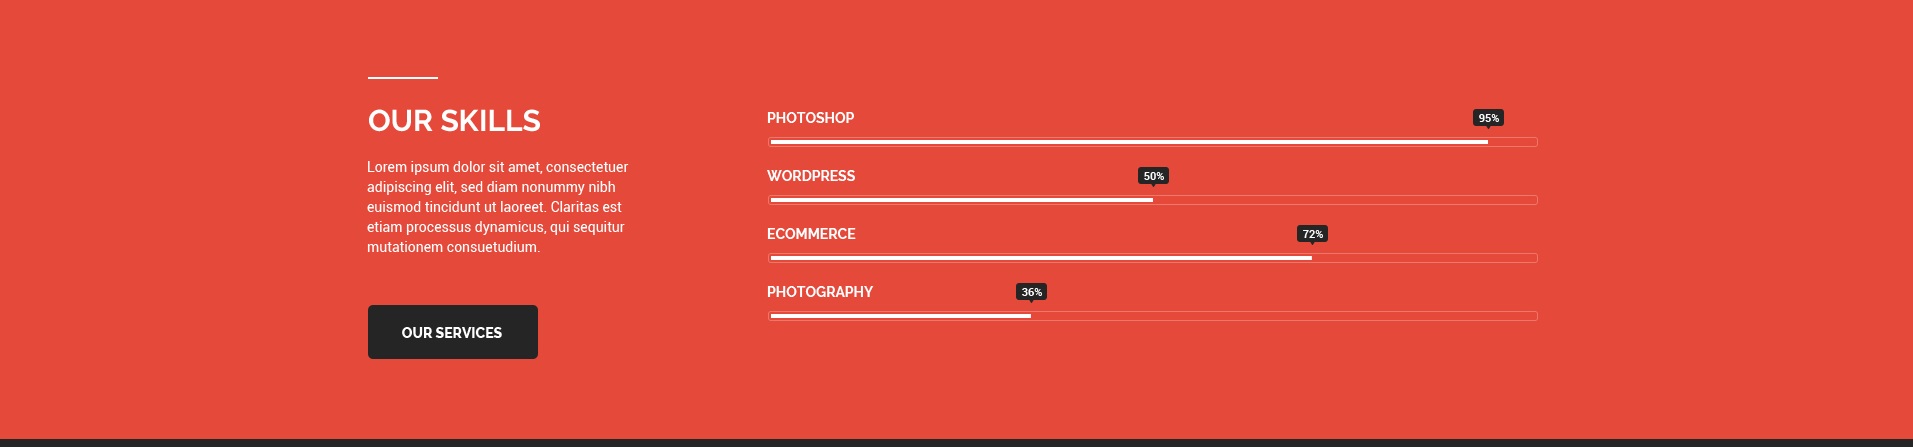 OUR SKILLS
Lorem ipsum dolor sit amet, consectetuer
adipiscing elit, sed diam nonummy nibh
euismod tincidunt ut laoreet. Claritas est
etiam processus dynamicus, qui sequitur
mutationem consuetudium.
OUR SERVICES
PHOTOSHOP 95%
WORDPRESS 50%
ECOMMERCE 72%
PHOTOGRAPHY 36%